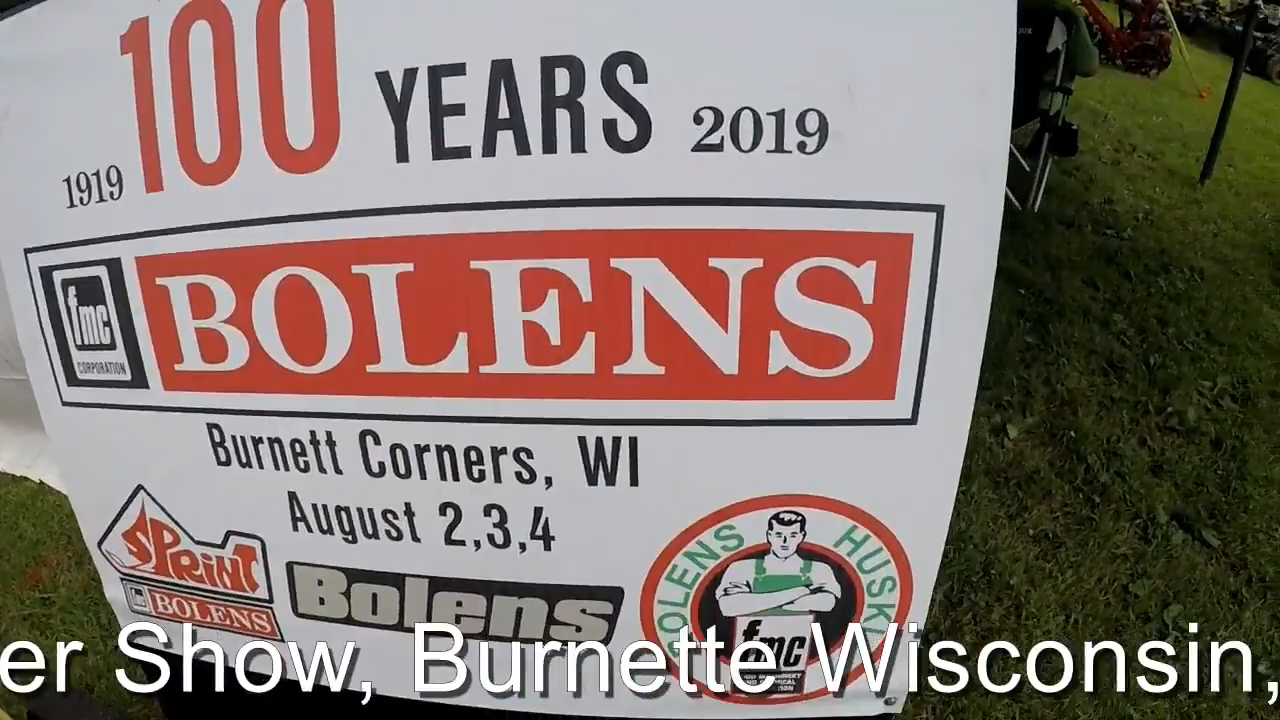 1919 100 YEARS 2019
fmc CORPORATION BOLENS
Burnett Corners, WI
August 2,3,4
SPRINT
BOLENS
Bolens
BOLENS HUSKY
fmc
er Show, Burnette Wisconsin,